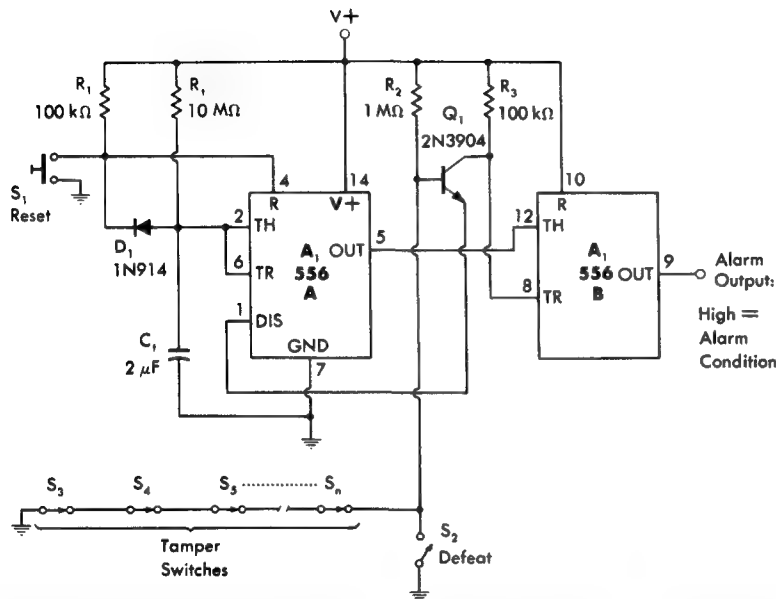 V+
R₁
100 kΩ
R₁
10 MΩ
R₂
1 MΩ
Q₁
2N3904
R₃
100 kΩ
S₁
Reset
4
14
R
V+
2
TH
A₁
OUT
5
556
6
TR
A
1
DIS
GND
7
D₁
1N914
C₁
2 μF
10
R
12
TH
A₁
556
OUT
9
8
TR
B
Alarm
Output:
High =
Alarm
Condition
S₃
S₄
S₅ ...........
Sₙ
Tamper
Switches
S₂
Defeat